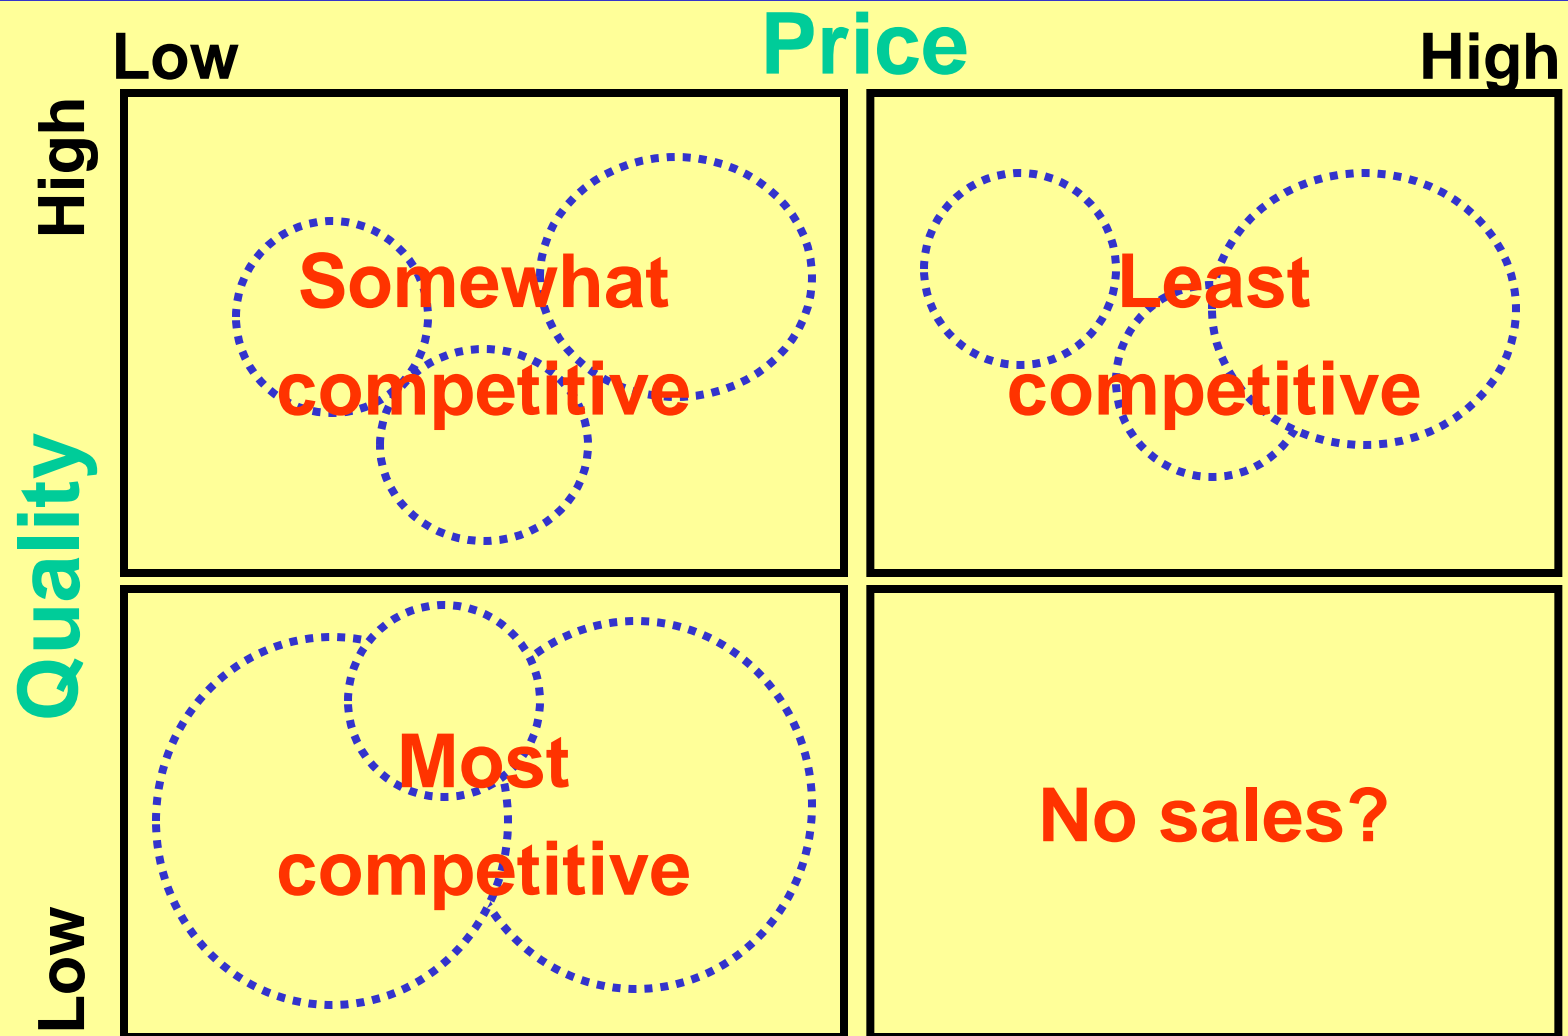 Price
Low
High
High
Quality
Low
Somewhat
competitive
Least
competitive
Most
competitive
No sales?